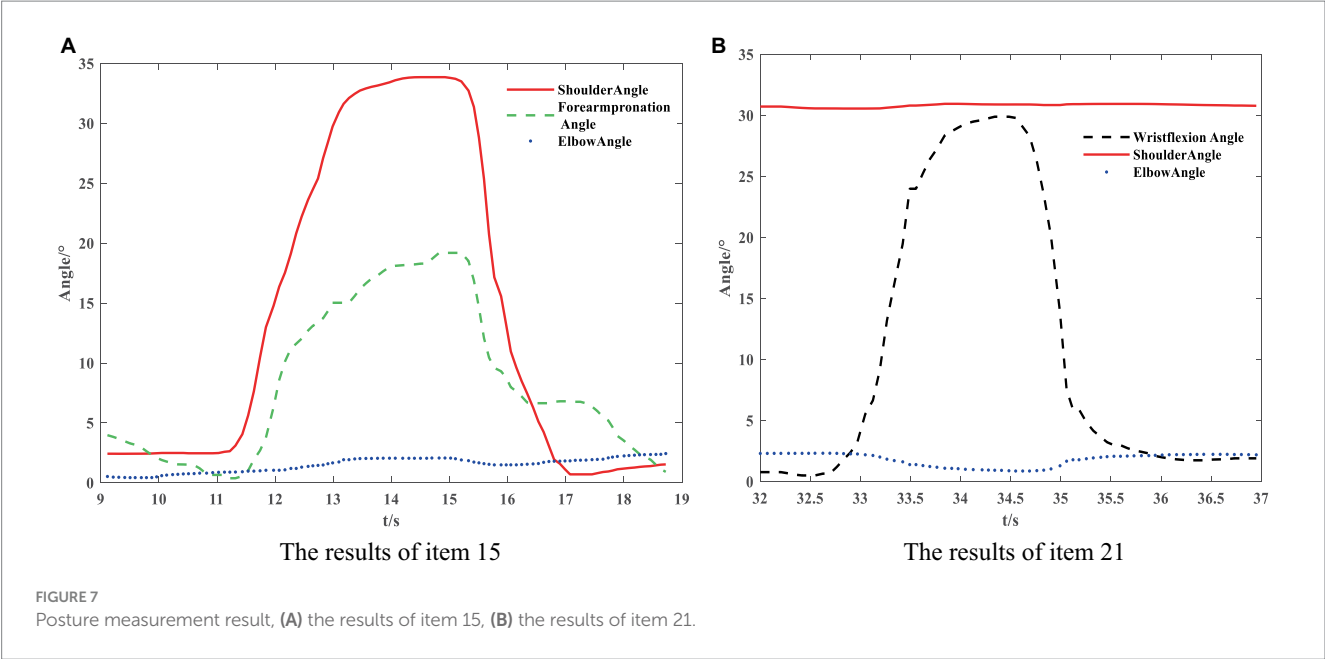 A
35
30
25
20
15
10
5
0
Angle/°
ShoulderAngle
Forearmpronation
Angle
ElbowAngle
9 10 11 12 13 14 15 16 17 18 19
t/s
The results of item 15
B
35
30
25
20
15
10
5
0
Angle/°
Wristflexion Angle
ShoulderAngle
ElbowAngle
32 32.5 33 33.5 34 34.5 35 35.5 36 36.5 37
t/s
The results of item 21
FIGURE 7
Posture measurement result, (A) the results of item 15, (B) the results of item 21.